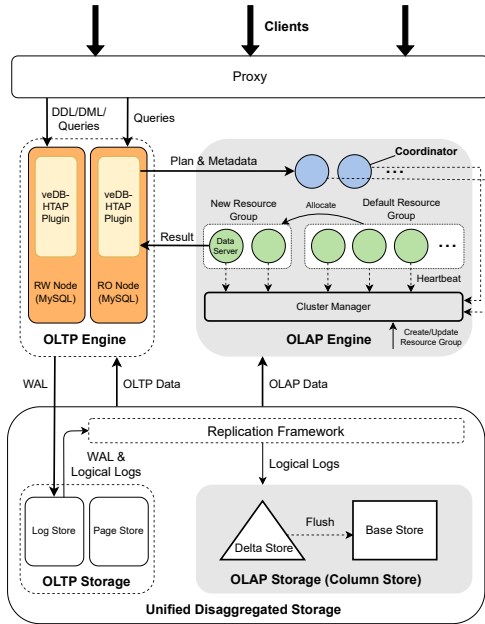 Clients
Proxy
DDL/DML/
Queries
Queries
veDB-
HTAP
Plugin
veDB-
HTAP
Plugin
RW Node
(MySQL)
RO Node
(MySQL)
OLTP Engine
Plan & Metadata
Result
Coordinator
...
New Resource
Group
Allocate
Default Resource
Group
Data
Server
...
Heartbeat
Cluster Manager
OLAP Engine
Create/Update
Resource Group
WAL
OLTP Data
OLAP Data
Replication Framework
WAL &
Logical Logs
Logical Logs
Log Store
Page Store
OLTP Storage
Delta Store
Flush
Base Store
OLAP Storage (Column Store)
Unified Disaggregated Storage